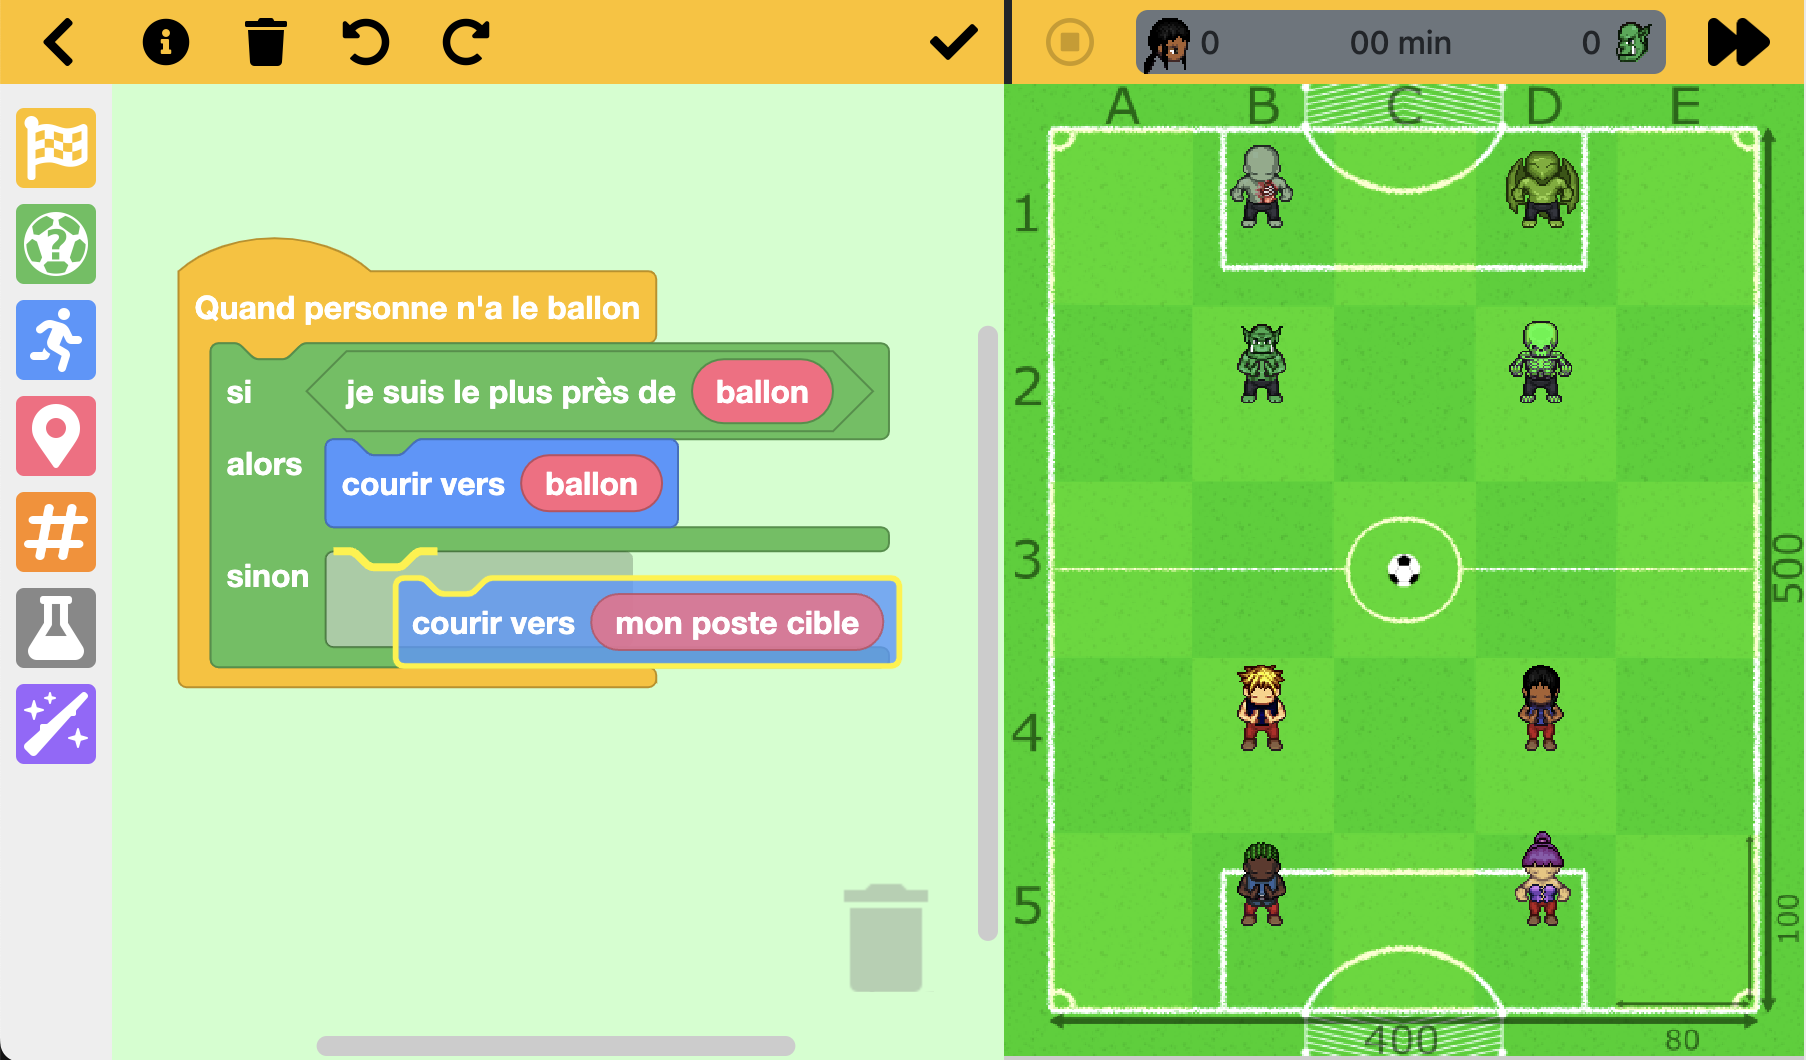 0 00 min 0
Quand personne n'a le ballon
si je suis le plus près de ballon
alors courir vers ballon
sinon
courir vers mon poste cible
A B C D E
1
2
3
4
5
500
100
400
80